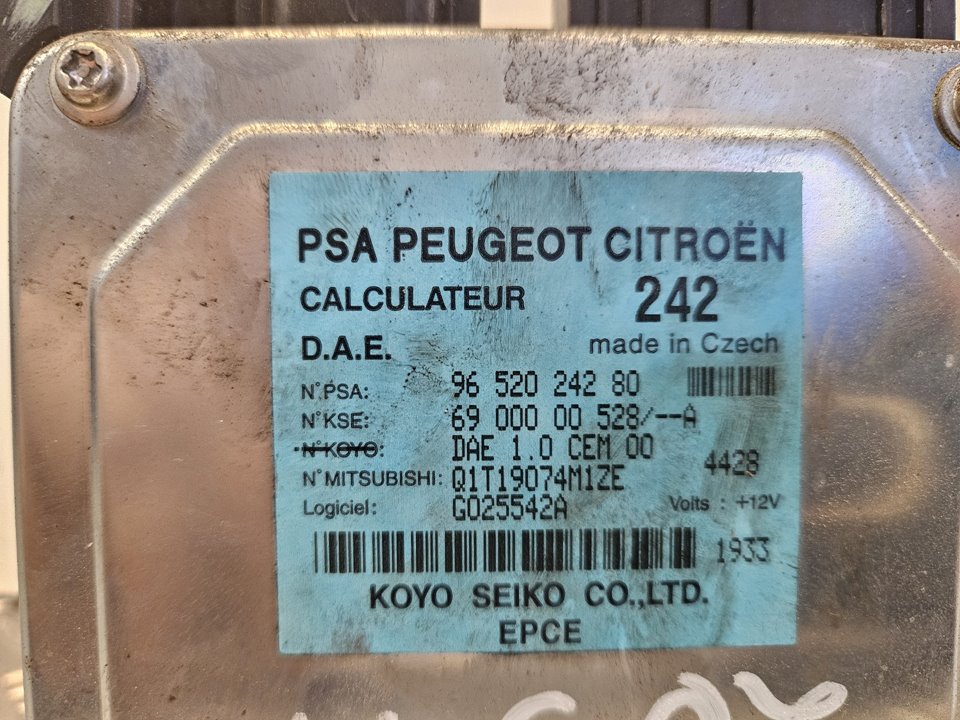 PSA PEUGEOT CITROËN
CALCULATEUR 242
D.A.E. made in Czech
N°PSA: 96 520 242 80
N°KSE: 69 000 00 528/--A
N°KOYO: DAE 1.0 CEM 00
4428
N°MITSUBISHI: Q1T19074M1ZE
Logiciel: G025542A Volts : +12V
1933
KOYO SEIKO CO.,LTD.
EPCE